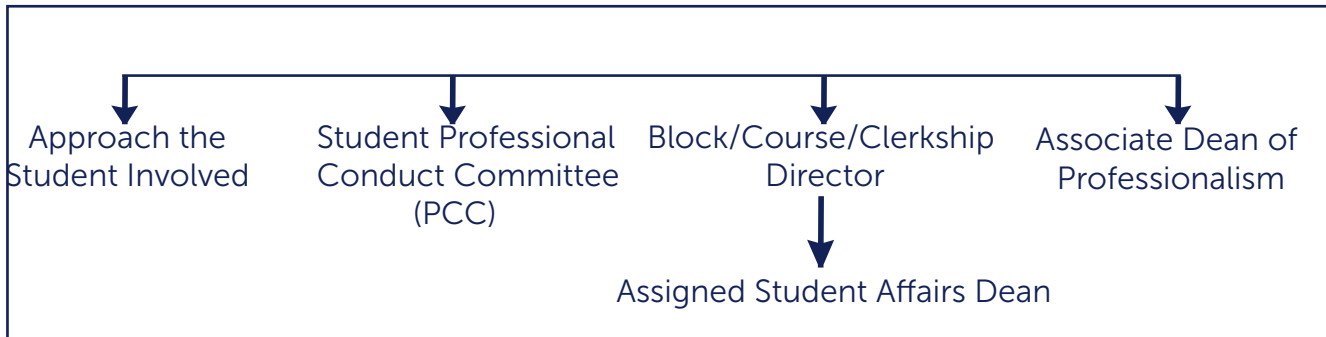 Approach the
Student Involved
Student Professional
Conduct Committee
(PCC)
Block/Course/Clerkship
Director
Associate Dean of
Professionalism
Assigned Student Affairs Dean